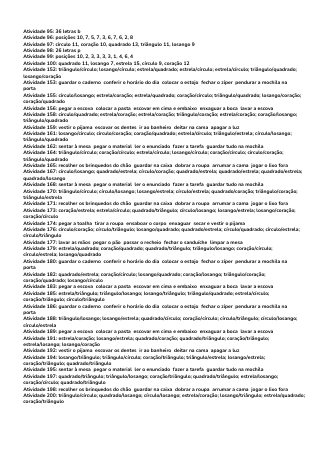 Atividade 95: 36 letras b
Atividade 96: posições 10, 7, 5, 7, 3, 6, 7, 6, 2, 8
Atividade 97: círculo 11, coração 10, quadrado 13, triângulo 11, losango 9
Atividade 98: 26 letras p
Atividade 99: posições 10, 2, 3, 3, 3, 3, 1, 4, 6, 4
Atividade 100: quadrado 11, losango 7, estrela 15, círculo 9, coração 12
Atividade 152: triângulo/círculo; losango/círculo; losango/estrela; quadrado/círculo; estrela/círculo; estrela/triângulo; quadrado/estrela;
losango/coração
Atividade 153: guardar o caderno  conferir o horário do dia  colocar o estojo  fechar o zíper  pendurar a mochila na
porta
Atividade 155: círculo/losango; estrela/coração; estrela/quadrado; círculo/estrela; losango/estrela; losango/coração;
coração/quadrado
Atividade 156: pegar a escova  colocar a pasta  escovar em cima e embaixo  enxaguar a boca  lavar a escova
Atividade 158: círculo/quadrado; estrela/círculo; estrela/coração; triângulo/estrela; estrela/coração; coração/losango;
triângulo/quadrado
Atividade 159: vestir o pijama  escovar os dentes  ir ao banheiro  deitar na cama  apagar a luz
Atividade 161: losango/círculo; círculo/coração; coração/quadrado; estrela/círculo; triângulo/estrela; círculo/losango;
triângulo/quadrado
Atividade 162: sentar à mesa  pegar o material  ler o enunciado  fazer a tarefa  guardar tudo na mochila
Atividade 164: triângulo/círculo; estrela/triângulo; losango/estrela; losango/coração; círculo/estrela; círculo/coração;
triângulo/quadrado
Atividade 165: recolher os brinquedos do chão  guardar na caixa  dobrar a roupa  arrumar a cama  jogar o lixo fora
Atividade 167: círculo/losango; quadrado/estrela; círculo/coração; losango/quadrado; estrela/quadrado; quadrado/estrela;
quadrado/losango
Atividade 168: sentar à mesa  pegar o material  ler o enunciado  fazer a tarefa  guardar tudo na mochila
Atividade 170: triângulo/círculo; losango/estrela; círculo/estrela; quadrado/coração; quadrado/triângulo; quadrado/coração;
triângulo/estrela
Atividade 171: recolher os brinquedos do chão  guardar na caixa  dobrar a roupa  arrumar a cama  jogar o lixo fora
Atividade 173: coração/estrela; estrela/círculo; quadrado/triângulo; círculo/losango; losango/estrela; losango/coração;
coração/círculo
Atividade 174: pegar a toalha  tirar a roupa  ensaboar o corpo  enxaguar  secar e vestir o pijama
Atividade 176: círculo/coração; círculo/triângulo; losango/quadrado; quadrado/estrela; círculo/quadrado; círculo/estrela;
círculo/triângulo
Atividade 177: lavar as mãos  pegar o pão  passar o recheio  fechar o sanduíche  limpar a mesa
Atividade 179: estrela/quadrado; coração/quadrado; quadrado/triângulo; triângulo/losango; coração/círculo;
círculo/estrela; losango/quadrado
Atividade 180: guardar o caderno  conferir o horário do dia  colocar o estojo  fechar o zíper  pendurar a mochila na
porta
Atividade 182: quadrado/estrela; coração/círculo; losango/quadrado; coração/losango; triângulo/coração;
coração/quadrado; losango/círculo
Atividade 183: pegar a escova  colocar a pasta  escovar em cima e embaixo  enxaguar a boca  lavar a escova
Atividade 185: estrela/triângulo; estrela/quadrado; triângulo/losango; losango/quadrado; quadrado/estrela; círculo/estrela;
coração/triângulo; círculo/triângulo
Atividade 186: guardar o caderno  conferir o horário do dia  colocar o estojo  fechar o zíper  pendurar a mochila na
porta
Atividade 188: triângulo/losango; losango/estrela; quadrado/círculo; coração/círculo; círculo/triângulo; losango/círculo;
círculo/estrela
Atividade 189: pegar a escova  colocar a pasta  escovar em cima e embaixo  enxaguar a boca  lavar a escova
Atividade 191: estrela/coração; losango/quadrado; coração/quadrado; quadrado/triângulo; coração/triângulo;
estrela/losango; losango/coração
Atividade 192: vestir o pijama  escovar os dentes  ir ao banheiro  deitar na cama  apagar a luz
Atividade 194: losango/triângulo; triângulo/círculo; coração/triângulo; triângulo/estrela; losango/estrela;
coração/triângulo; quadrado/triângulo
Atividade 195: sentar à mesa  pegar o material  ler o enunciado  fazer a tarefa  guardar tudo na mochila
Atividade 197: quadrado/triângulo; triângulo/losango; coração/triângulo; quadrado/triângulo; estrela/losango;
coração/círculo; quadrado/triângulo
Atividade 198: recolher os brinquedos do chão  guardar na caixa  dobrar a roupa  arrumar a cama  jogar o lixo fora
Atividade 200: triângulo/círculo; quadrado/losango; círculo/losango; estrela/coração; losango/triângulo; estrela/quadrado;
coração/triângulo